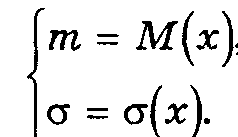 m = M(x),
σ = σ(x).